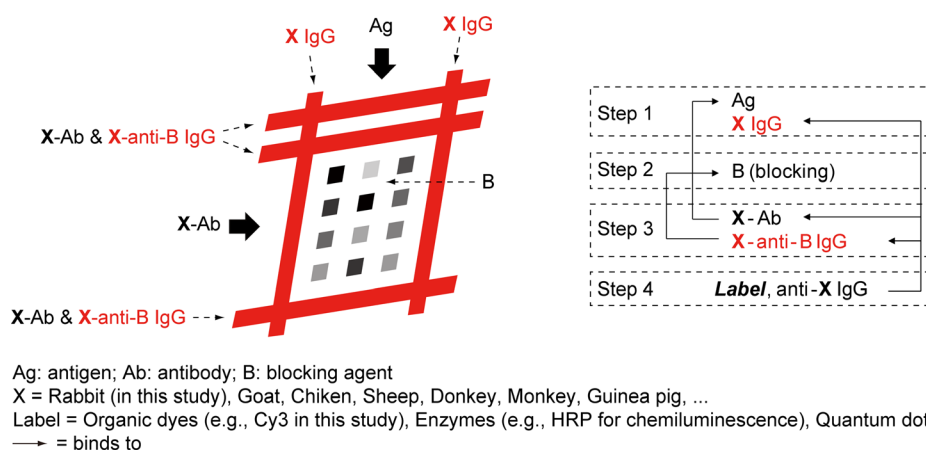 X IgG
Ag
X IgG
X-Ab & X-anti-B IgG
B
X-Ab
X-Ab & X-anti-B IgG
Step 1
Ag
X IgG
Step 2
B (blocking)
Step 3
X-Ab
X-anti-B IgG
Step 4
Label, anti-X IgG
Ag: antigen; Ab: antibody; B: blocking agent
X = Rabbit (in this study), Goat, Chiken, Sheep, Donkey, Monkey, Guinea pig, ...
Label = Organic dyes (e.g., Cy3 in this study), Enzymes (e.g., HRP for chemiluminescence), Quantum dot
= binds to